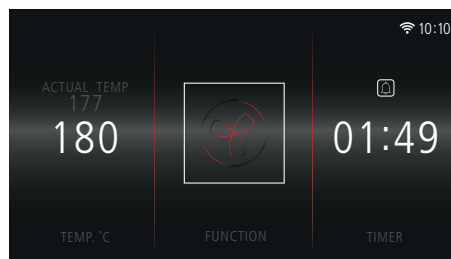 10:10
ACTUAL TEMP
177
180
01:49
TEMP. °C
FUNCTION
TIMER